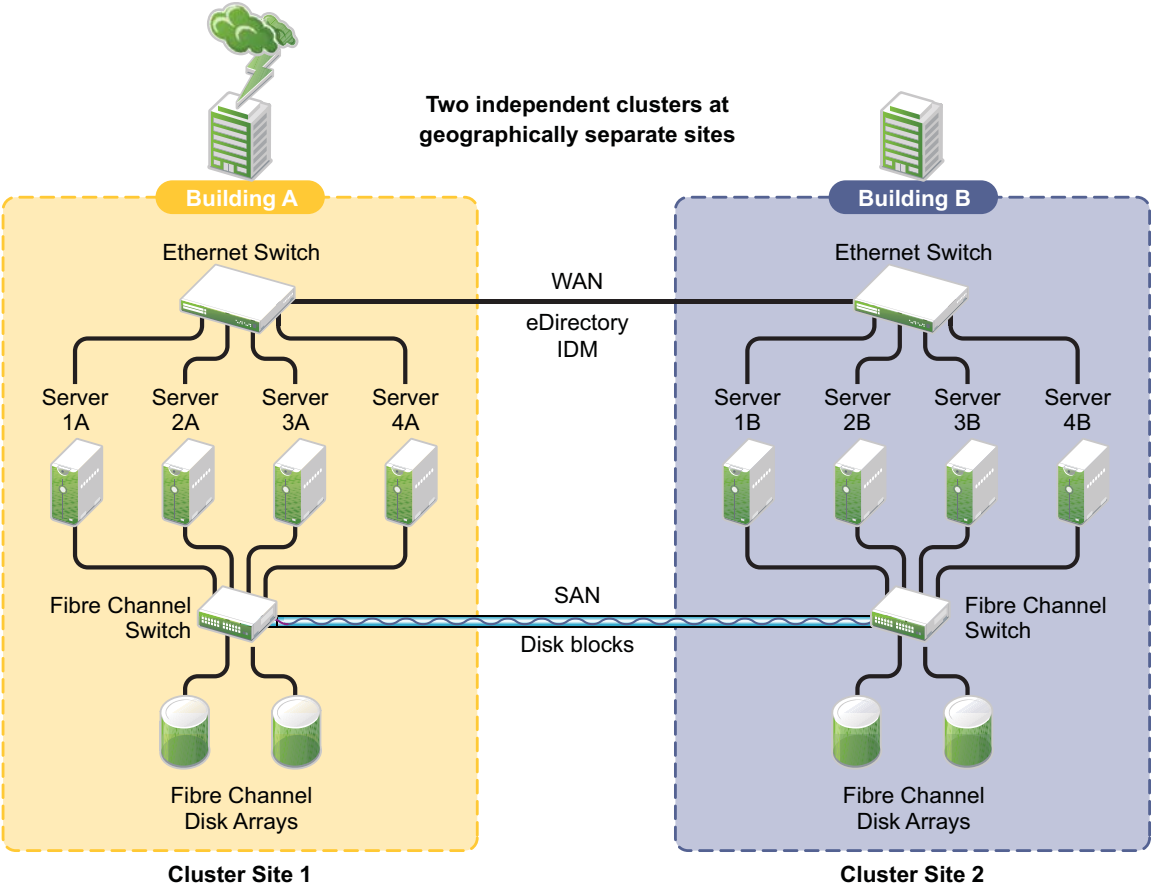 Two independent clusters at
geographically separate sites
Building A
Building B
Ethernet Switch
Ethernet Switch
WAN
eDirectory
IDM
Server
1A
Server
2A
Server
3A
Server
4A
Server
1B
Server
2B
Server
3B
Server
4B
Fibre Channel
Switch
SAN
Disk blocks
Fibre Channel
Switch
Fibre Channel
Disk Arrays
Fibre Channel
Disk Arrays
Cluster Site 1
Cluster Site 2